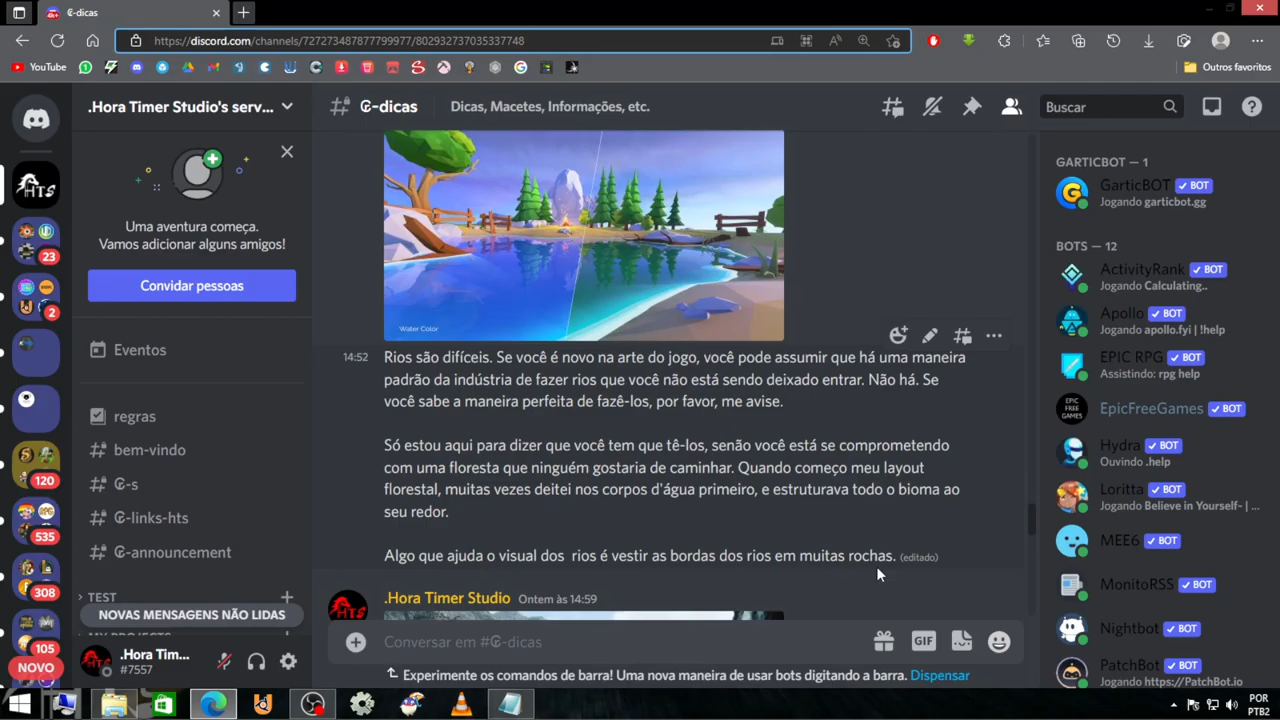 ₢-dicas
https://discord.com/channels/727273487877799977/802932737035337748
YouTube
Outros favoritos
.Hora Timer Studio's serv...
₢-dicas
Dicas, Macetes, Informações, etc.
Buscar
Uma aventura começa.
Vamos adicionar alguns amigos!
Convidar pessoas
Eventos
regras
bem-vindo
₢-s
₢-links-hts
₢-announcement
TEST
NOVAS MENSAGENS NÃO LIDAS
.Hora Tim...
#7557
HTS
23
2
120
535
308
105
NOVO
Water Color
14:52
Rios são difíceis. Se você é novo na arte do jogo, você pode assumir que há uma maneira
padrão da indústria de fazer rios que você não está sendo deixado entrar. Não há. Se
você sabe a maneira perfeita de fazê-los, por favor, me avise.
Só estou aqui para dizer que você tem que tê-los, senão você está se comprometendo
com uma floresta que ninguém gostaria de caminhar. Quando começo meu layout
florestal, muitas vezes deitei nos corpos d'água primeiro, e estruturava todo o bioma ao
seu redor.
Algo que ajuda o visual dos rios é vestir as bordas dos rios em muitas rochas. (editado)
.Hora Timer Studio Ontem às 14:59
Conversar em #₢-dicas
GIF
Experimente os comandos de barra! Uma nova maneira de usar bots digitando a barra. Dispensar
GARTICBOT — 1
GarticBOT BOT
Jogando garticbot.gg
BOTS — 12
ActivityRank BOT
Jogando Calculating..
Apollo BOT
Jogando apollo.fyi | !help
EPIC RPG BOT
Assistindo: rpg help
EpicFreeGames BOT
Hydra BOT
Ouvindo .help
Loritta BOT
Jogando Believe in Yourself- | ...
MEE6 BOT
MonitoRSS BOT
Nightbot BOT
PatchBot BOT
Jogando https://PatchBot.io
POR
PTB2